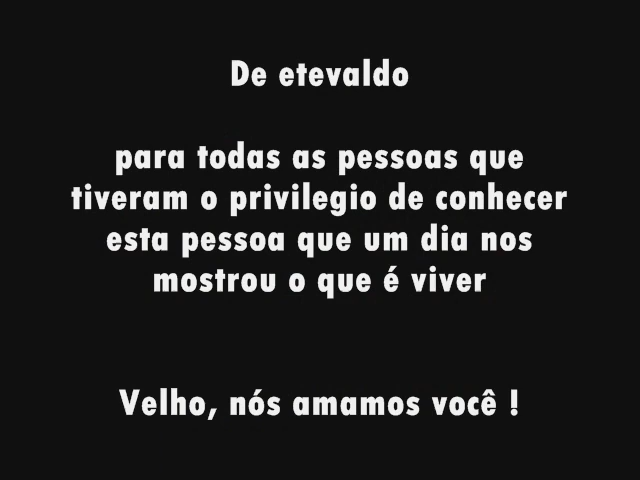 De etevaldo
para todas as pessoas que
tiveram o privilegio de conhecer
esta pessoa que um dia nos
mostrou o que é viver
Velho, nós amamos você !